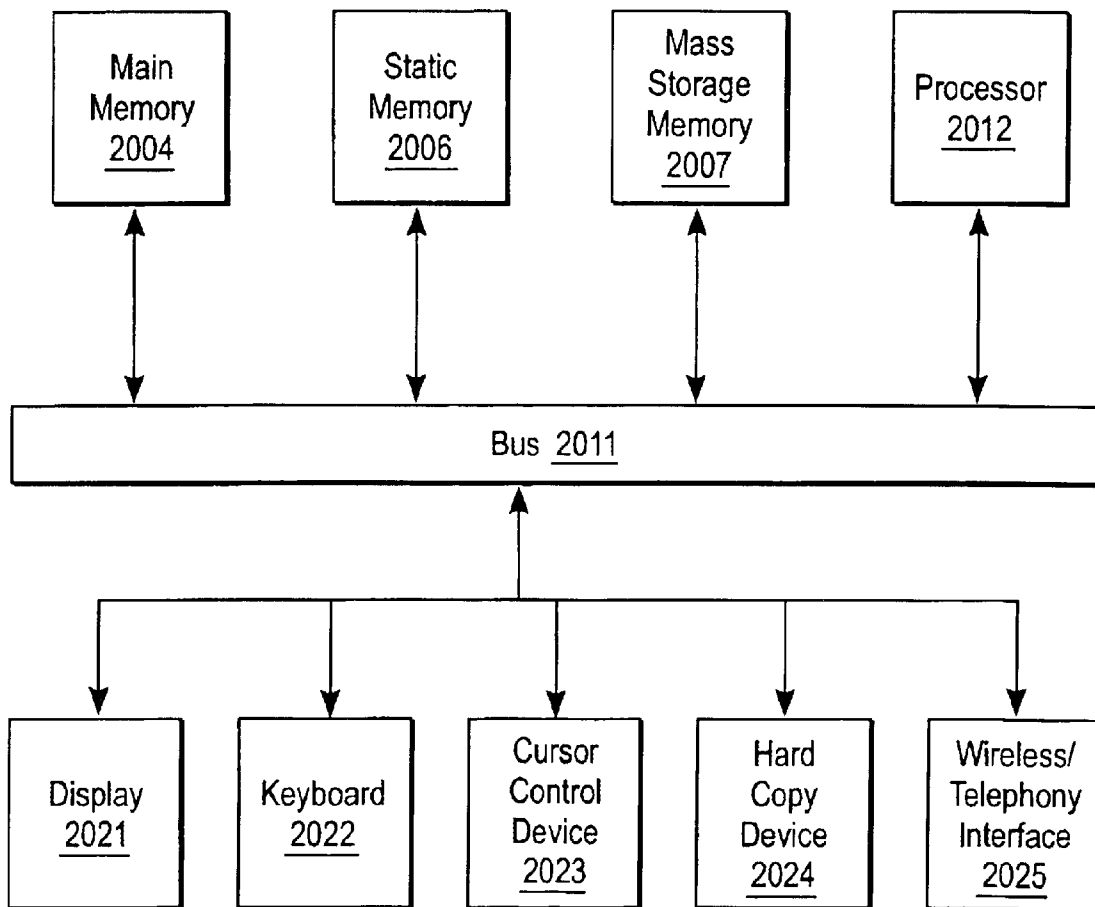 Main
Memory
2004
Static
Memory
2006
Mass
Storage
Memory
2007
Processor
2012
Bus 2011
Display
2021
Keyboard
2022
Cursor
Control
Device
2023
Hard
Copy
Device
2024
Wireless/
Telephony
Interface
2025